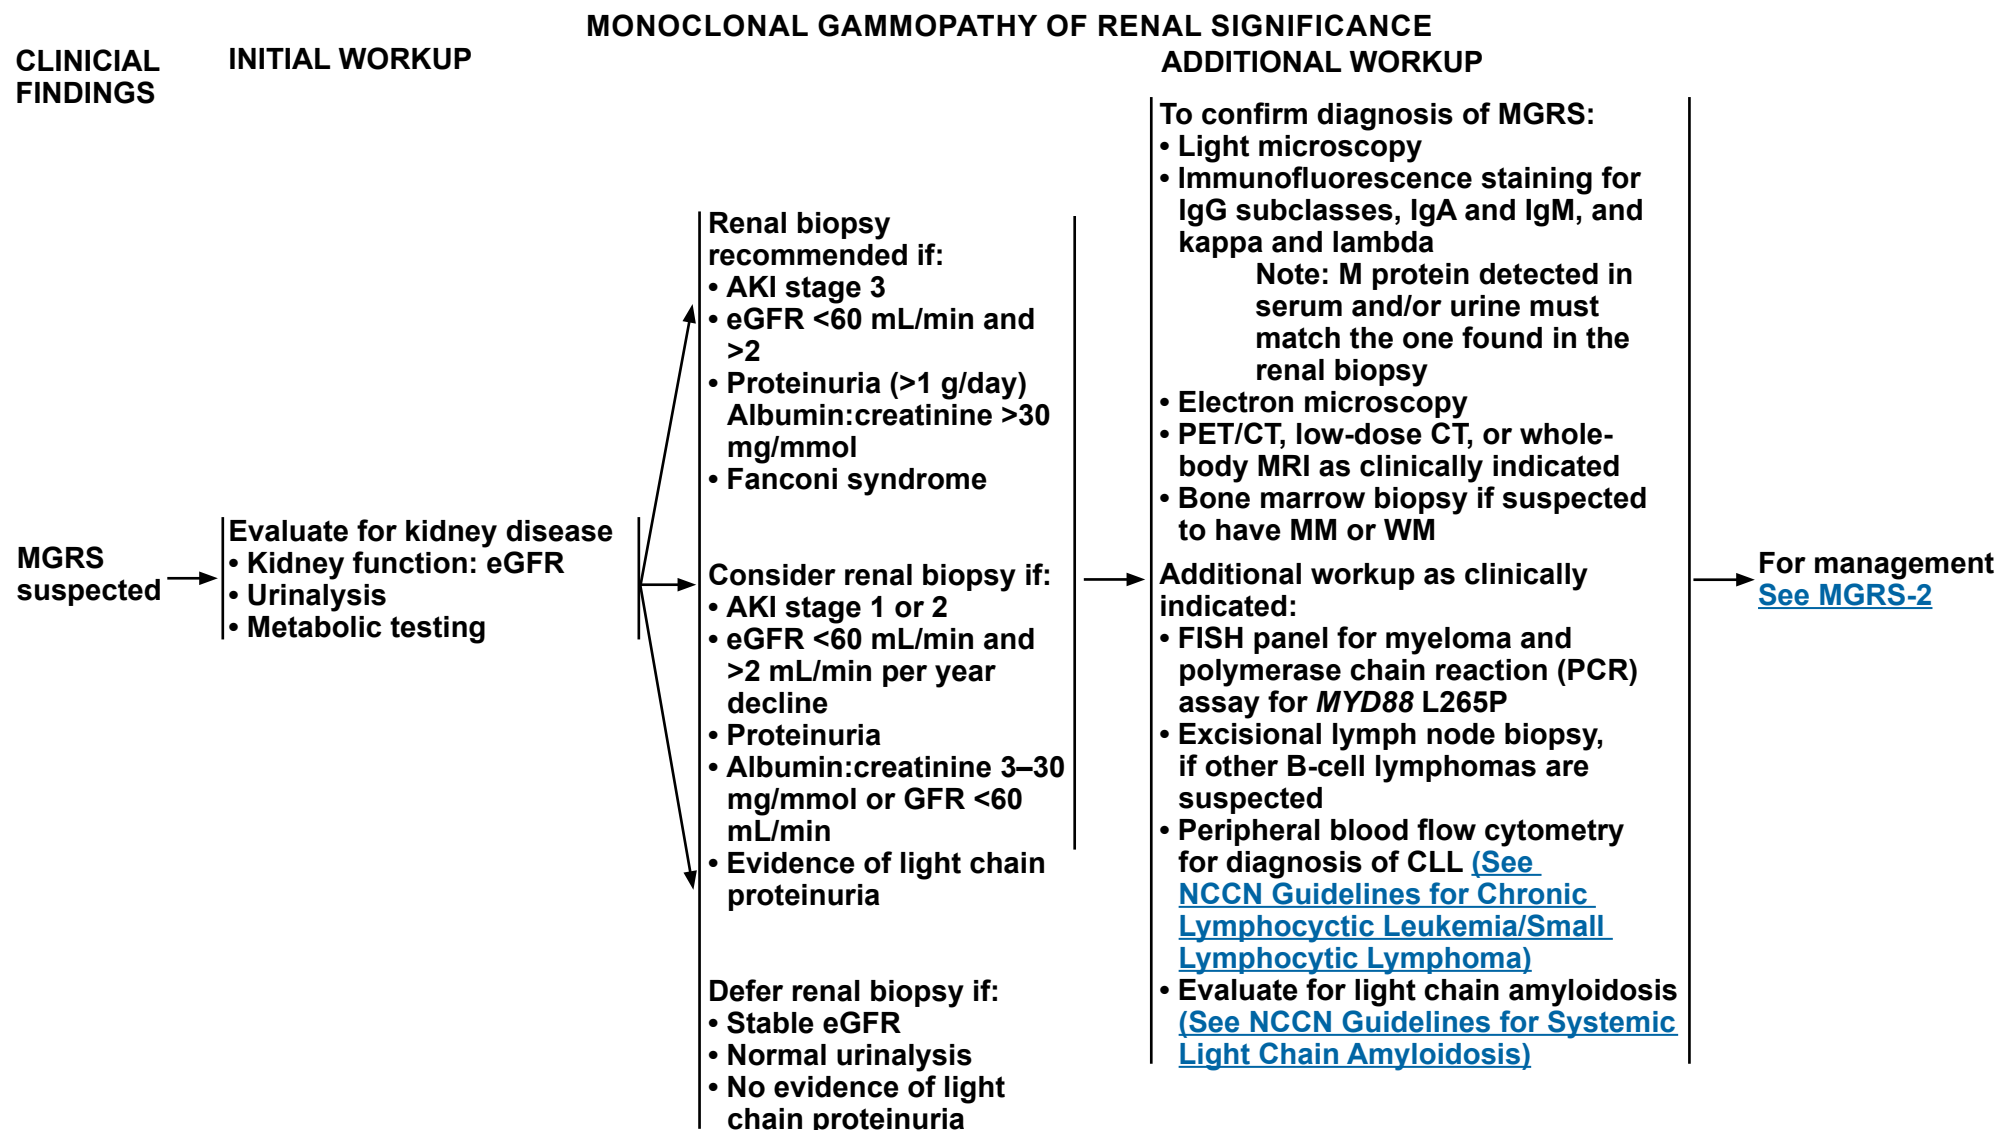 MONOCLONAL GAMMOPATHY OF RENAL SIGNIFICANCE
CLINICIAL
FINDINGS
INITIAL WORKUP
ADDITIONAL WORKUP
MGRS
suspected
Evaluate for kidney disease
• Kidney function: eGFR
• Urinalysis
• Metabolic testing
Renal biopsy
recommended if:
• AKI stage 3
• eGFR <60 mL/min and
>2
• Proteinuria (>1 g/day)
Albumin:creatinine >30
mg/mmol
• Fanconi syndrome
Consider renal biopsy if:
• AKI stage 1 or 2
• eGFR <60 mL/min and
>2 mL/min per year
decline
• Proteinuria
• Albumin:creatinine 3–30
mg/mmol or GFR <60
mL/min
• Evidence of light chain
proteinuria
Defer renal biopsy if:
• Stable eGFR
• Normal urinalysis
• No evidence of light
chain proteinuria
To confirm diagnosis of MGRS:
• Light microscopy
• Immunofluorescence staining for
IgG subclasses, IgA and IgM, and
kappa and lambda
Note: M protein detected in
serum and/or urine must
match the one found in the
renal biopsy
• Electron microscopy
• PET/CT, low-dose CT, or whole-
body MRI as clinically indicated
• Bone marrow biopsy if suspected
to have MM or WM
Additional workup as clinically
indicated:
• FISH panel for myeloma and
polymerase chain reaction (PCR)
assay for MYD88 L265P
• Excisional lymph node biopsy,
if other B-cell lymphomas are
suspected
• Peripheral blood flow cytometry
for diagnosis of CLL (See
NCCN Guidelines for Chronic
Lymphocyctic Leukemia/Small
Lymphocytic Lymphoma)
• Evaluate for light chain amyloidosis
(See NCCN Guidelines for Systemic
Light Chain Amyloidosis)
For management
See MGRS-2